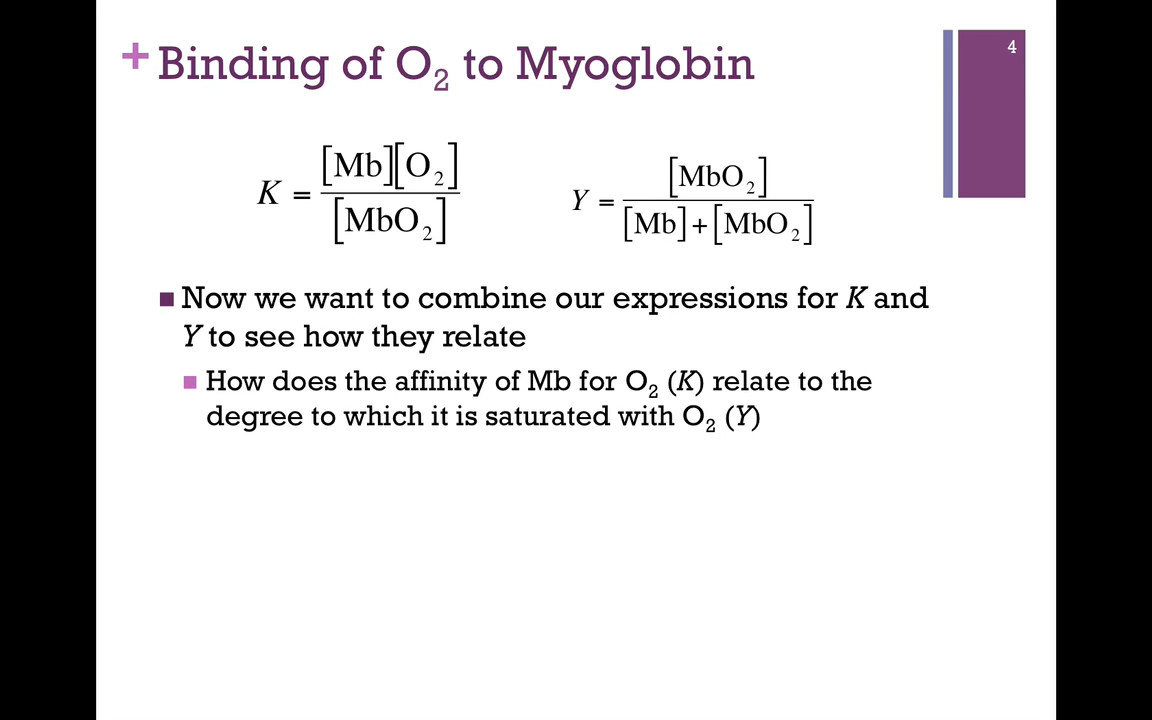 4
+ Binding of O₂ to Myoglobin
K = [Mb][O₂] / [MbO₂]
Y = [MbO₂] / [Mb]+[MbO₂]
■ Now we want to combine our expressions for K and
Y to see how they relate
■ How does the affinity of Mb for O₂ (K) relate to the
degree to which it is saturated with O₂ (Y)